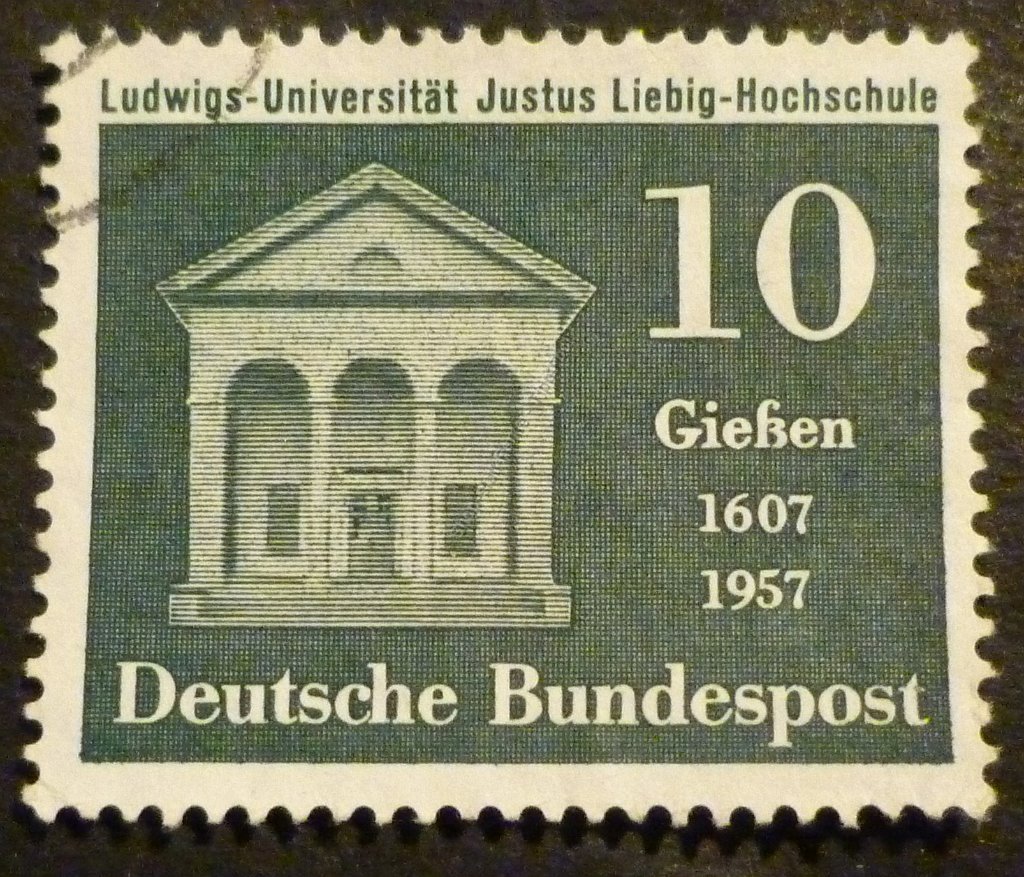 Ludwigs-Universität Justus Liebig-Hochschule
10
Gießen
1607
1957
Deutsche Bundespost